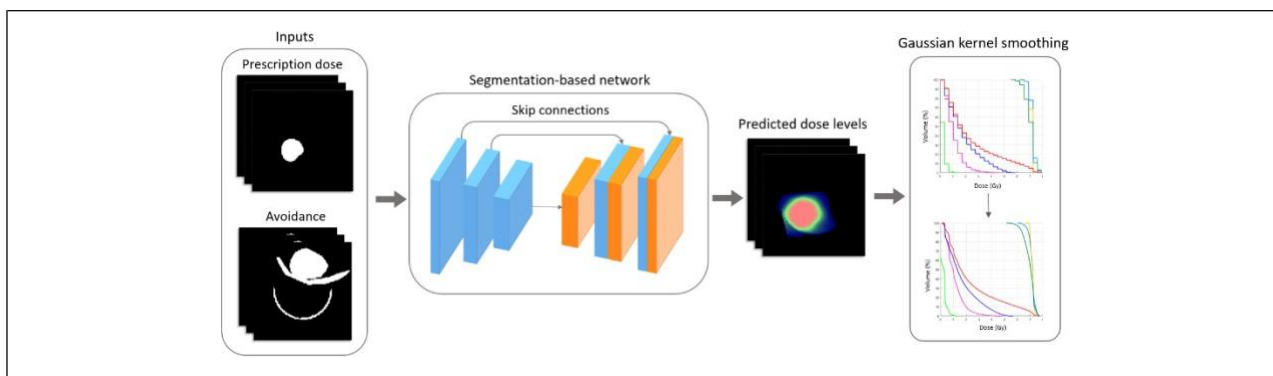 Inputs
Prescription dose
Avoidance
Segmentation-based network
Skip connections
Predicted dose levels
Gaussian kernel smoothing
Volume (%)
Dose (Gy)
Volume (%)
Dose (Gy)